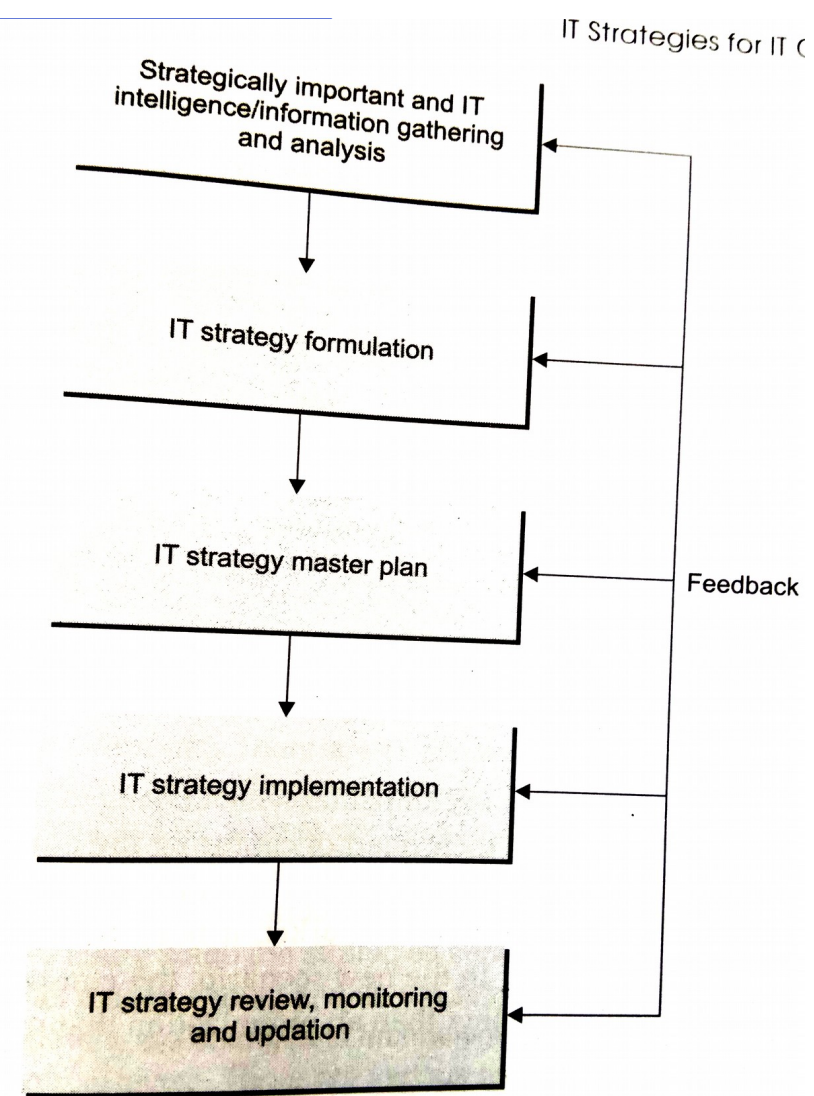 IT Strategies for IT
Strategically important and IT
intelligence/information gathering
and analysis
IT strategy formulation
IT strategy master plan
Feedback
IT strategy implementation
IT strategy review, monitoring
and updation